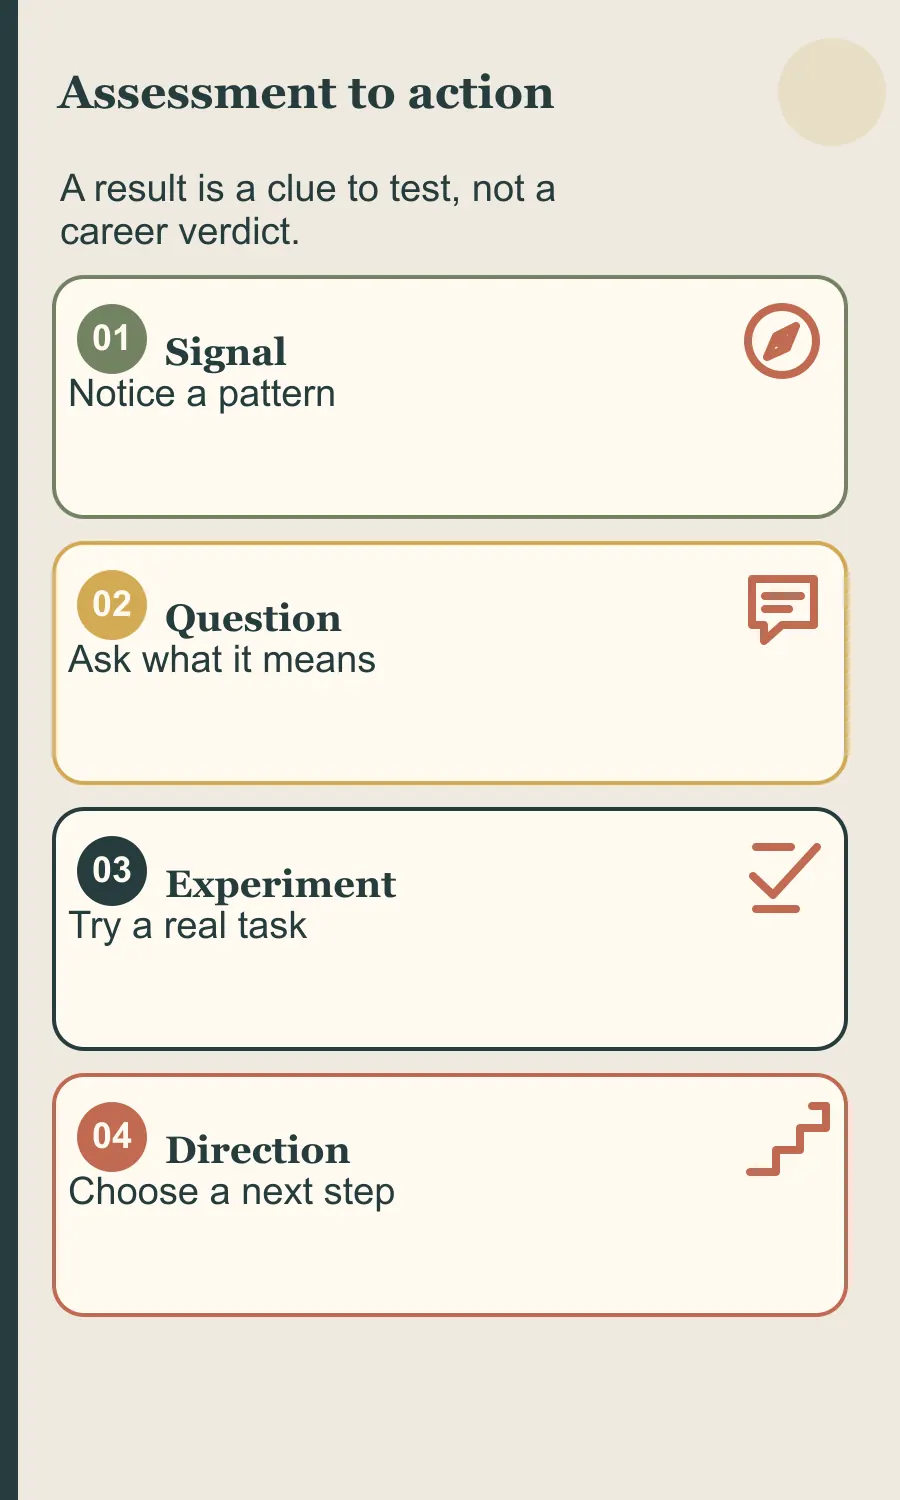 Assessment to action
A result is a clue to test, not a
career verdict.
01
Signal
Notice a pattern
02
Question
Ask what it means
03
Experiment
Try a real task
04
Direction
Choose a next step